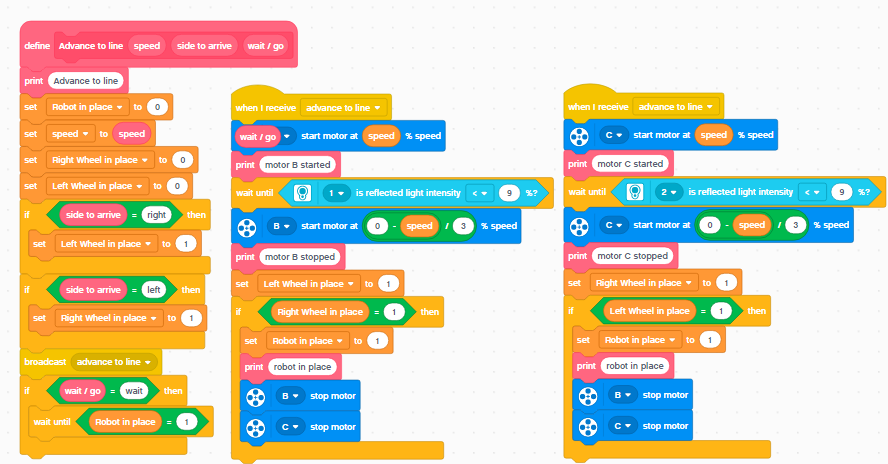 define Advance to line speed side to arrive wait / go
print Advance to line
set Robot in place to 0
set speed to speed
set Right Wheel in place to 0
set Left Wheel in place to 0
if side to arrive = right then
set Left Wheel in place to 1
if side to arrive = left then
set Right Wheel in place to 1
broadcast advance to line
if wait / go = wait then
wait until Robot in place = 1
when I receive advance to line
wait / go start motor at speed % speed
print motor B started
wait until 1 is reflected light intensity < 9 %?
B start motor at 0 - speed / 3 % speed
print motor B stopped
set Left Wheel in place to 1
if Right Wheel in place = 1 then
set Robot in place to 1
print robot in place
B stop motor
C stop motor
when I receive advance to line
C start motor at speed % speed
print motor C started
wait until 2 is reflected light intensity < 9 %?
C start motor at 0 - speed / 3 % speed
print motor C stopped
set Right Wheel in place to 1
if Left Wheel in place = 1 then
set Robot in place to 1
print robot in place
B stop motor
C stop motor